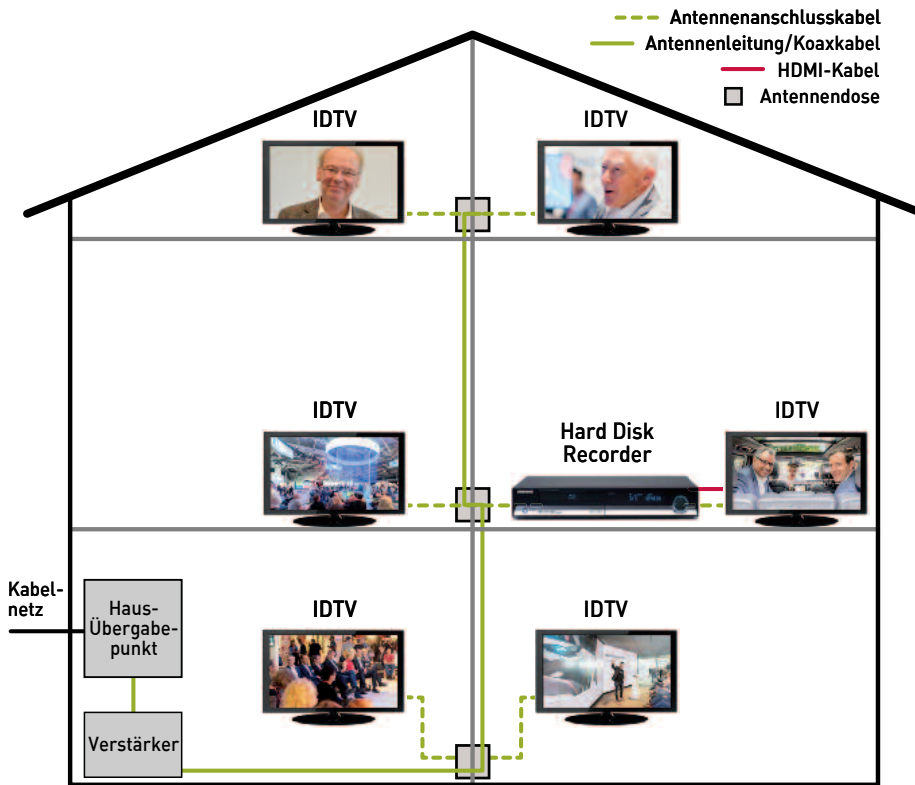 Antennenanschlusskabel
Antennenleitung/Koaxkabel
HDMI-Kabel
Antennendose
IDTV
IDTV
IDTV
Hard Disk
Recorder
IDTV
Kabel-
netz
Haus-
Übergabe-
punkt
IDTV
IDTV
Verstärker